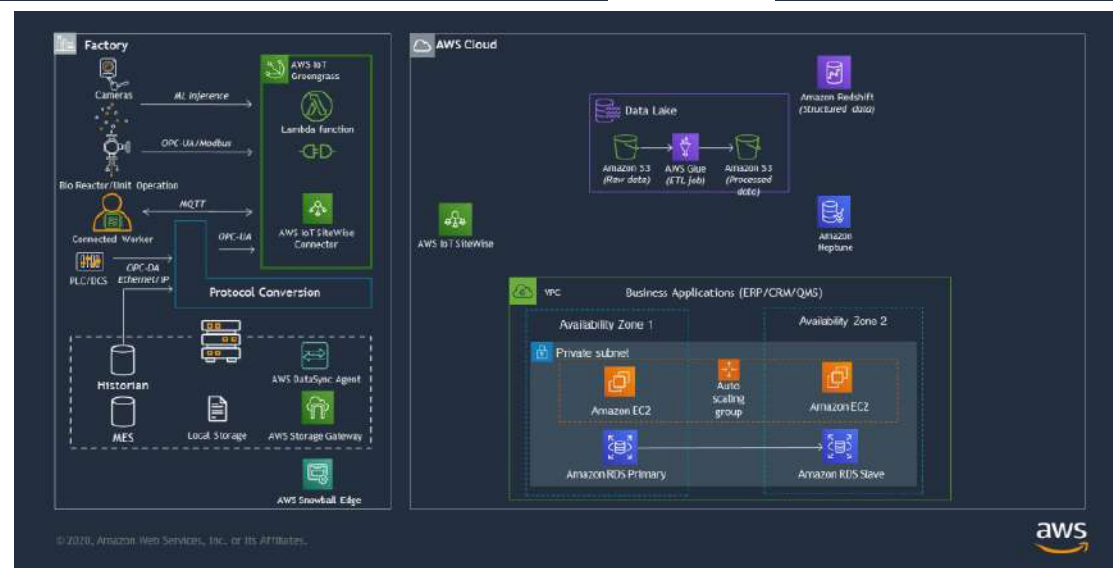 Factory
Cameras
ML Inference
OPC-UA/Modbus
Bio Reactor/Unit Operation
MQTT
Connected Worker
OPC-UA
PLC/DCS
OPC-DA
Ethernet/IP
Protocol Conversion
AWS IoT
Greengrass
Lambda function
AWS IoT SiteWise
Connector
Historian
MES
Local Storage
AWS DataSync Agent
AWS Storage Gateway
AWS Snowball Edge
AWS Cloud
AWS IoT SiteWise
Data Lake
Amazon S3
(Raw data)
AWS Glue
(ETL job)
Amazon S3
(Processed
data)
Amazon Redshift
(Structured data)
Amazon
Neptune
VPC
Business Applications (ERP/CRM/QMS)
Availability Zone 1
Availability Zone 2
Private subnet
Amazon EC2
Auto
scaling
group
Amazon EC2
Amazon RDS Primary
Amazon RDS Slave
© 2020, Amazon Web Services, Inc. or its Affiliates.
aws